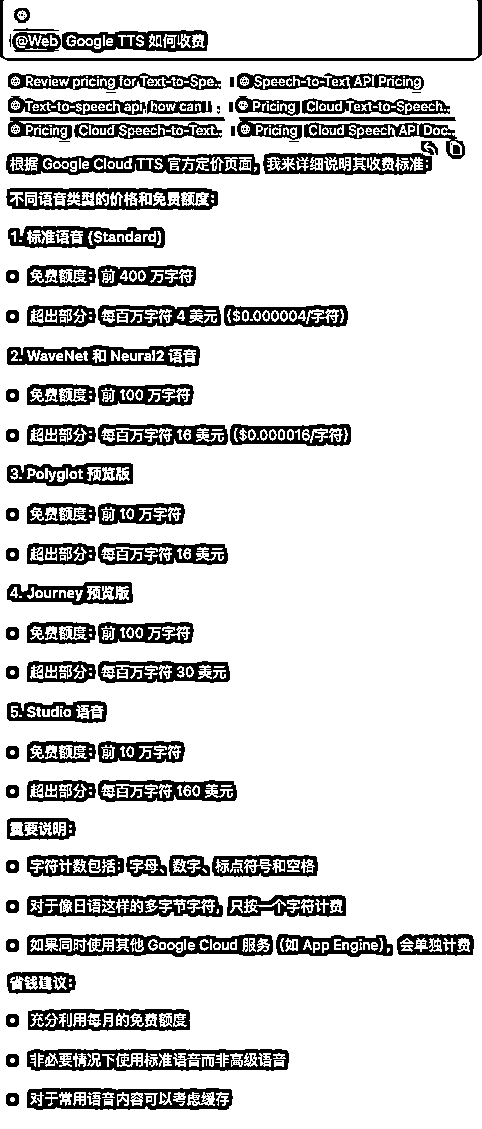 @Web Google TTS 如何收费
Review pricing for Text-to-Spe... Speech-to-Text API Pricing
Text-to-speech api, how can I ... Pricing | Cloud Text-to-Speech...
Pricing | Cloud Speech-to-Text... Pricing | Cloud Speech API Doc...
根据 Google Cloud TTS 官方定价页面，我来详细说明其收费标准：
不同语音类型的价格和免费额度：
1. 标准语音 (Standard)
免费额度：前 400 万字符
超出部分：每百万字符 4 美元（$0.000004/字符）
2. WaveNet 和 Neural2 语音
免费额度：前 100 万字符
超出部分：每百万字符 16 美元（$0.000016/字符）
3. Polyglot 预览版
免费额度：前 10 万字符
超出部分：每百万字符 16 美元
4. Journey 预览版
免费额度：前 100 万字符
超出部分：每百万字符 30 美元
5. Studio 语音
免费额度：前 10 万字符
超出部分：每百万字符 160 美元
重要说明：
字符计数包括：字母、数字、标点符号和空格
对于像日语这样的多字节字符，只按一个字符计费
如果同时使用其他 Google Cloud 服务（如 App Engine），会单独计费
省钱建议：
充分利用每月的免费额度
非必要情况下使用标准语音而非高级语音
对于常用语音内容可以考虑缓存